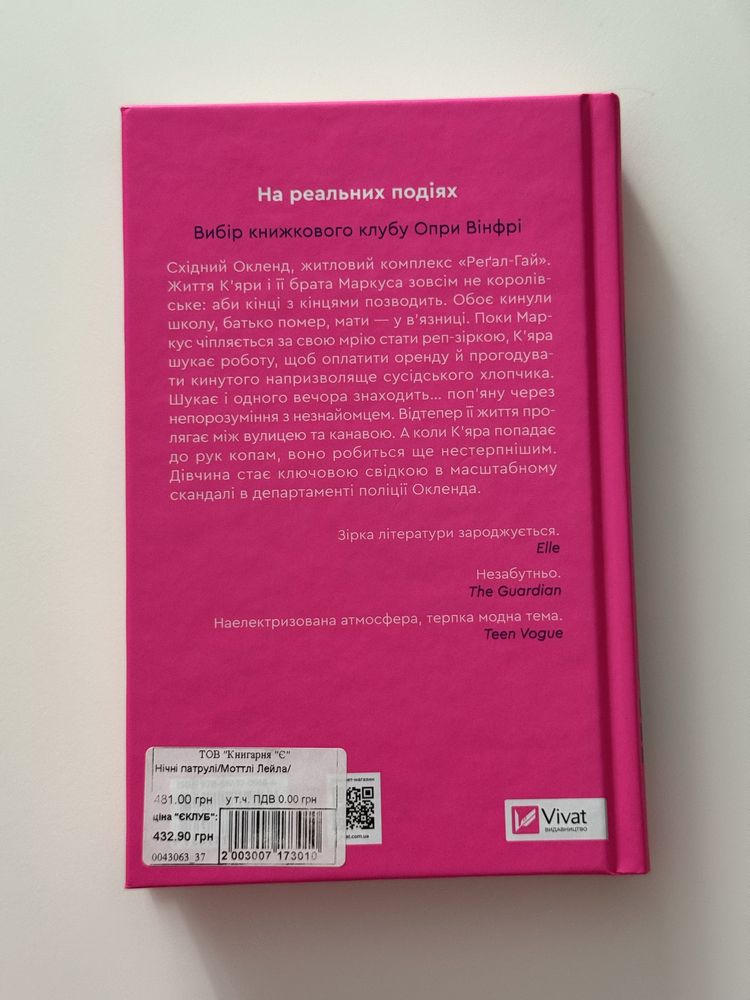 На реальних подіях
Вибір книжкового клубу Опри Вінфрі
Східний Окленд, житловий комплекс «Реґал-Гай».
Життя К'яри і її брата Маркуса зовсім не королів-
ське: аби кінці з кінцями позводить. Обоє кинули
школу, батько помер, мати — у в'язниці. Поки Мар-
кус чіпляється за свою мрію стати реп-зіркою, К'яра
шукає роботу, щоб оплатити оренду й прогодува-
ти кинутого напризволяще сусідського хлопчика.
Шукає і одного вечора знаходить... поп'яну через
непорозуміння з незнайомцем. Відтепер її життя про-
лягає між вулицею та канавою. А коли К'яра попадає
до рук копам, воно робиться ще нестерпнішим.
Дівчина стає ключовою свідкою в масштабному
скандалі в департаменті поліції Окленда.
Зірка літератури зароджується.
Elle
Незабутньо.
The Guardian
Наелектризована атмосфера, терпка модна тема.
Teen Vogue
ТОВ "Книгарня "Є"
Нічні патрулі/Моттлі Лейла/
481.00 грн у т.ч. ПДВ 0.00 грн
ціна "ЄКЛУБ":
432.90 грн
0043063 37
2 003007 173010
нет-магазин
at.com.ua
Vivat
ВИДАВНИЦТВО